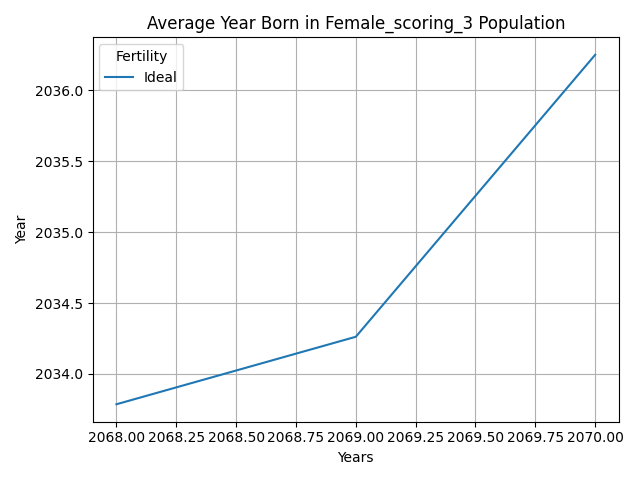 Average Year Born in Female_scoring_3 Population
Fertility
Ideal
2036.0
2035.5
2035.0
2034.5
2034.0
Year
2068.00 2068.25 2068.50 2068.75 2069.00 2069.25 2069.50 2069.75 2070.00
Years